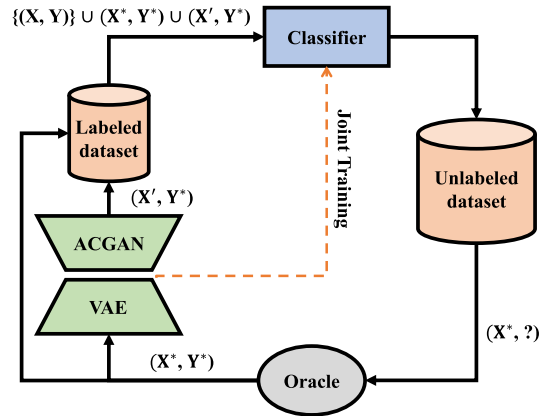 {(X, Y)} ∪ (X*, Y*) ∪ (X′, Y*)
Classifier
Labeled
dataset
Joint Training
Unlabeled
dataset
(X′, Y*)
ACGAN
VAE
(X*, ?)
(X*, Y*)
Oracle